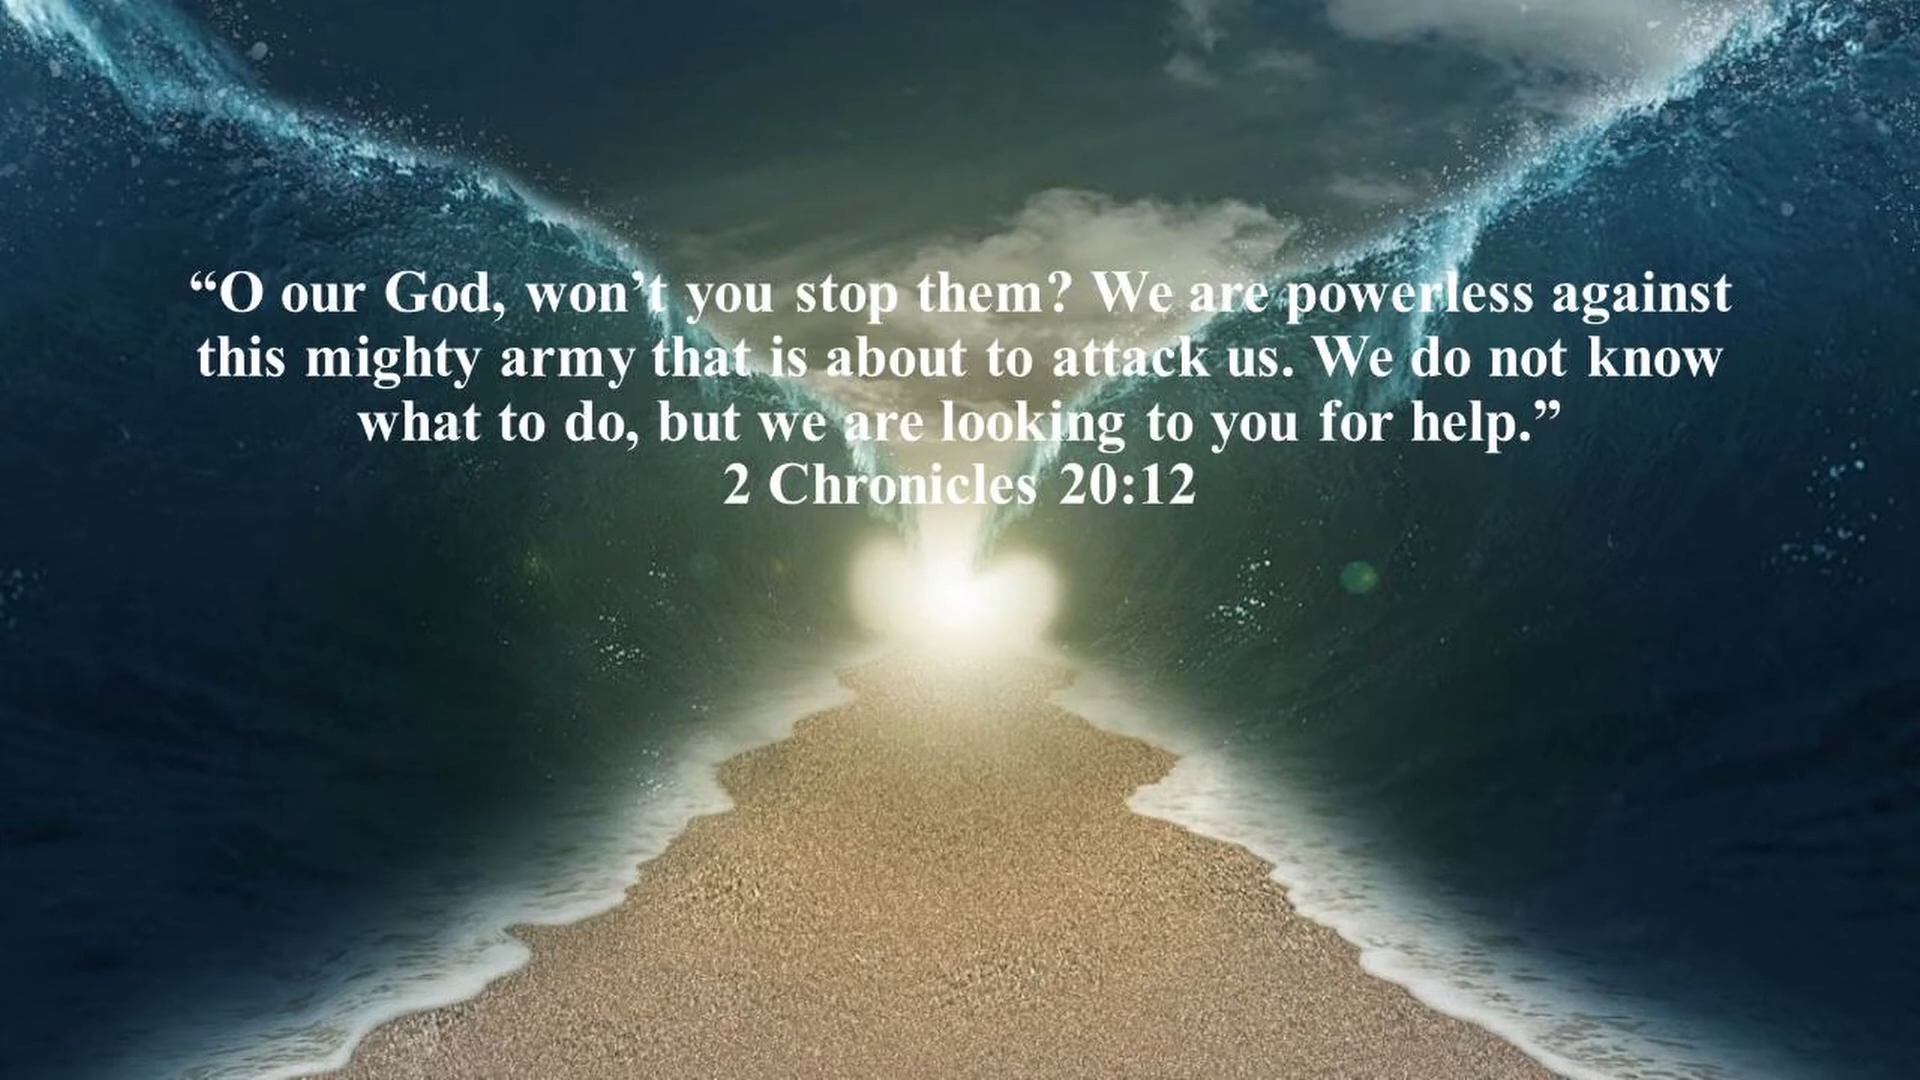 “O our God, won’t you stop them? We are powerless against
this mighty army that is about to attack us. We do not know
what to do, but we are looking to you for help.”
2 Chronicles 20:12